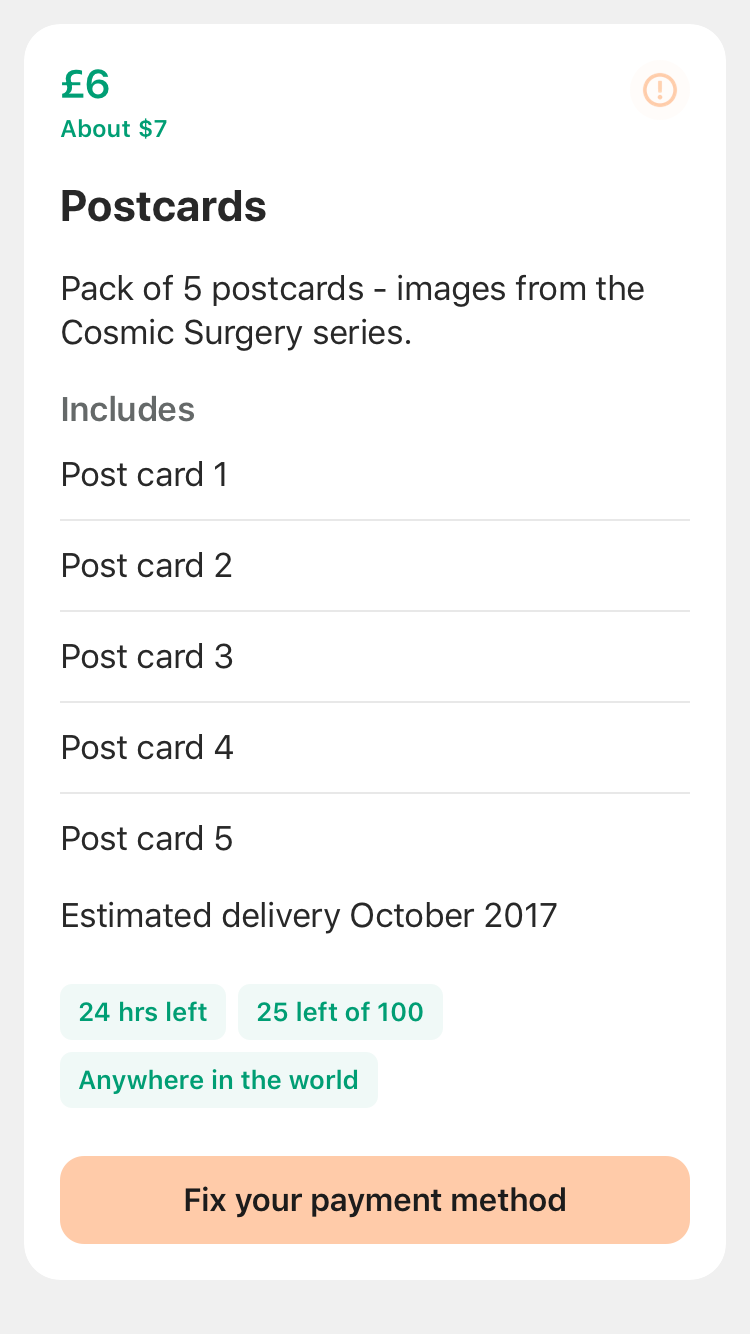 £6
About $7
Postcards
Pack of 5 postcards - images from the
Cosmic Surgery series.
Includes
Post card 1
Post card 2
Post card 3
Post card 4
Post card 5
Estimated delivery October 2017
24 hrs left
25 left of 100
Anywhere in the world
Fix your payment method